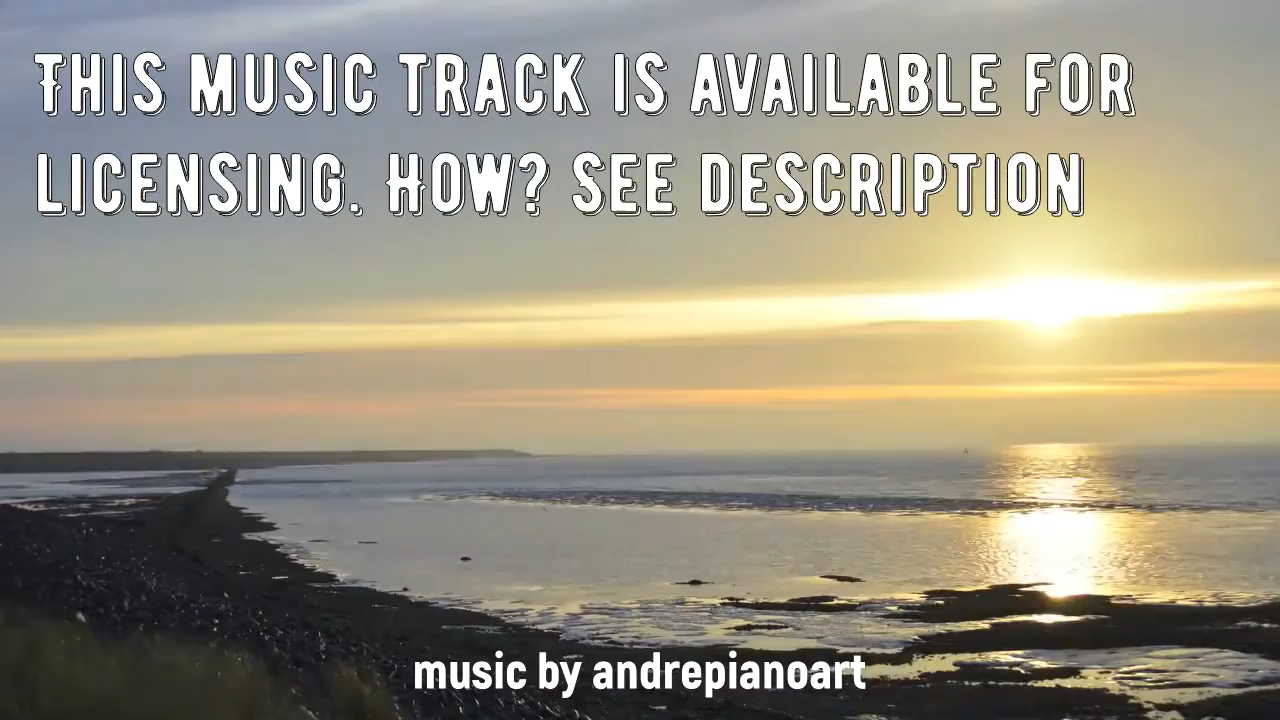 This music track is available for
licensing. How? See description
music by andrepianoart